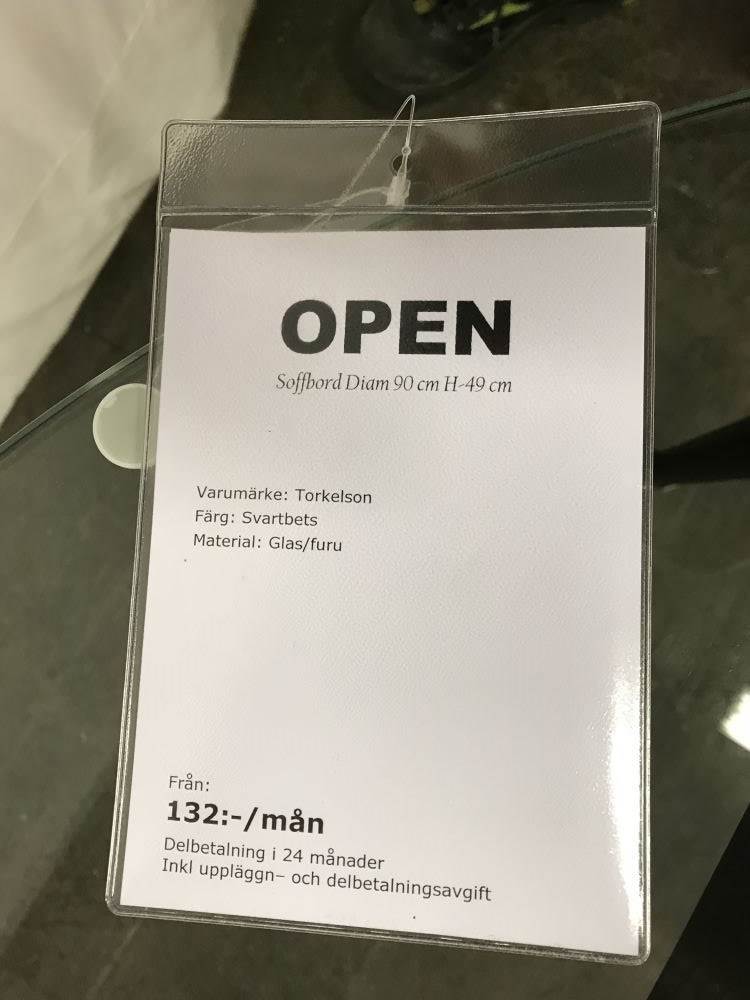 OPEN
Soffbord Diam 90 cm H-49 cm
Varumärke: Torkelson
Färg: Svartbets
Material: Glas/furu
Från:
132:-/mån
Delbetalning i 24 månader
Inkl uppläggn– och delbetalningsavgift